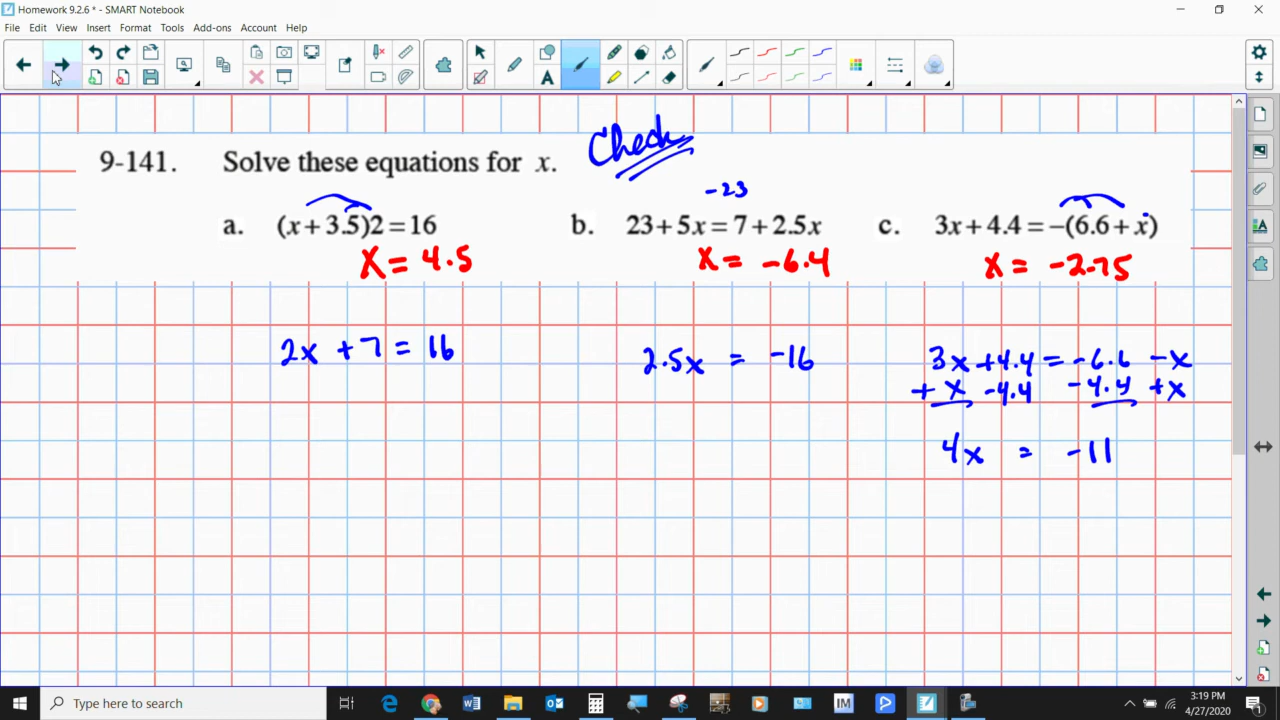 Homework 9.2.6 * - SMART Notebook
File Edit View Insert Format Tools Add-ons Account Help
Check
9-141. Solve these equations for x.
-23
a. (x + 3.5)2 = 16
b. 23 + 5x = 7 + 2.5x
c. 3x + 4.4 = -(6.6 + x)
x = 4.5
x = -6.4
x = -2.75
2x + 7 = 16
2.5x = -16
3x + 4.4 = -6.6 - x
+ x - 4.4 - 4.4 + x
4x = -11
Type here to search
3:19 PM
4/27/2020